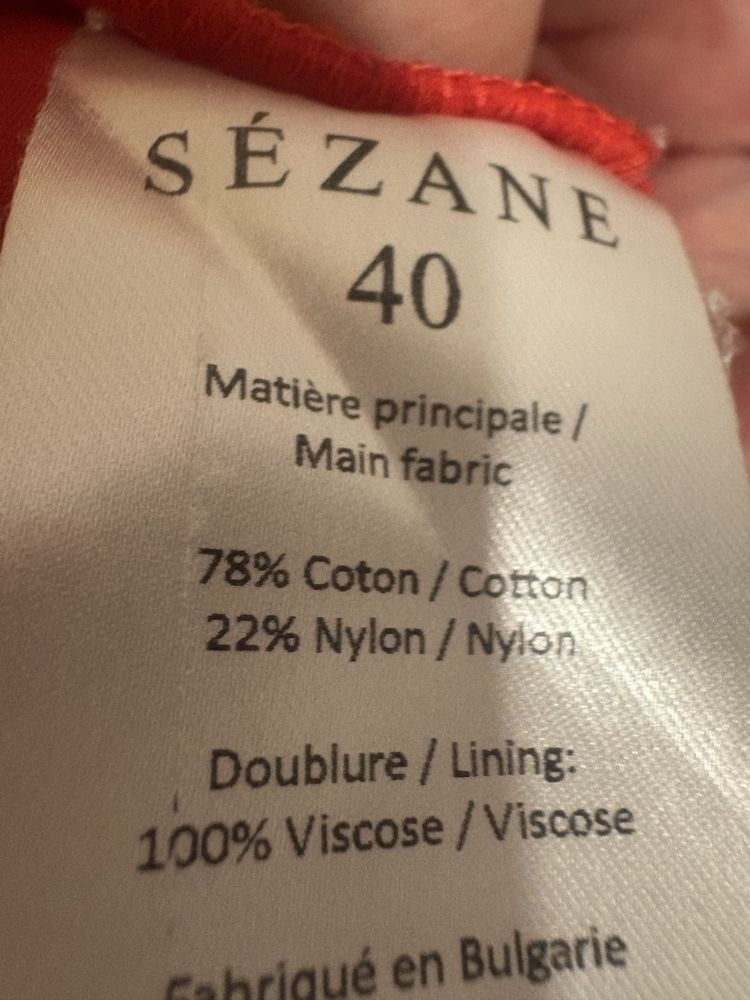 SÉZANE
40
Matière principale /
Main fabric
78% Coton / Cotton
22% Nylon / Nylon
Doublure / Lining:
100% Viscose / Viscose
Fabriqué en Bulgarie